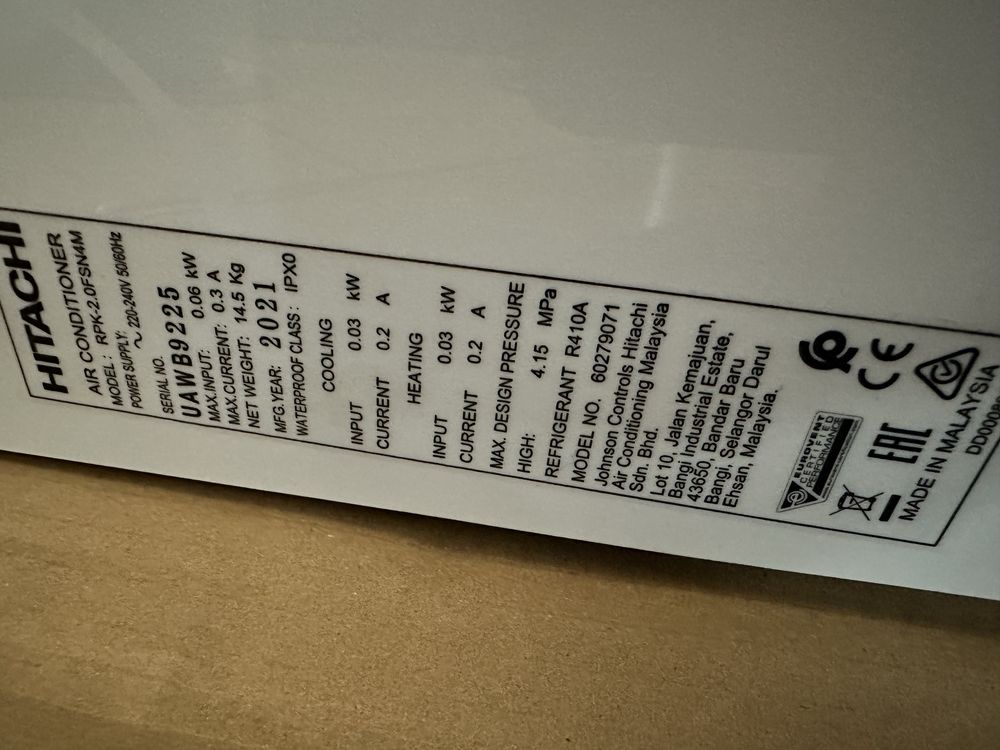 HITACHI
AIR CONDITIONER
MODEL : RPK-2.0FSN4M
POWER SUPPLY:
~ 220-240V 50/60Hz
SERIAL NO.
UAWB9225
MAX.INPUT: 0.06 kW
MAX.CURRENT: 0.3 A
NET WEIGHT: 14.5 Kg
MFG.YEAR: 2021
WATERPROOF CLASS : IPX0
COOLING
INPUT 0.03 kW
CURRENT 0.2 A
HEATING
INPUT 0.03 kW
CURRENT 0.2 A
MAX. DESIGN PRESSURE
HIGH: 4.15 MPa
REFRIGERANT R410A
MODEL NO. 60279071
Johnson Controls Hitachi
Air Conditioning Malaysia
Sdn. Bhd.
Lot 10, Jalan Kemajuan,
Bangi Industrial Estate,
43650, Bandar Baru
Bangi, Selangor Darul
Ehsan, Malaysia.
EUROVENT
CERTIFIED
PERFORMANCE
CE
EAC
MADE IN MALAYSIA